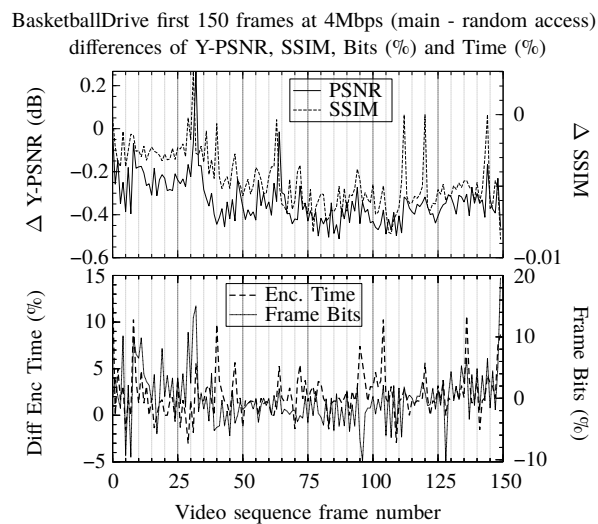 BasketballDrive first 150 frames at 4Mbps (main - random access)
differences of Y-PSNR, SSIM, Bits (%) and Time (%)
0.2
0
−0.2
−0.4
−0.6
Δ Y-PSNR (dB)
PSNR
SSIM
0
−0.01
Δ SSIM
15
10
5
0
−5
Diff Enc Time (%)
Enc. Time
Frame Bits
20
10
0
−10
Frame Bits (%)
0 25 50 75 100 125 150
Video sequence frame number